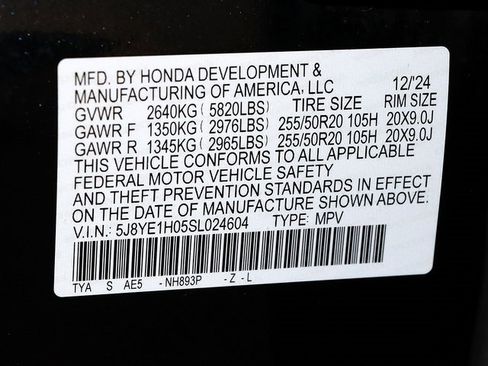 MFD. BY HONDA DEVELOPMENT &
MANUFACTURING OF AMERICA, LLC 12/'24
GVWR 2640KG ( 5820LBS) TIRE SIZE RIM SIZE
GAWR F 1350KG ( 2976LBS) 255/50R20 105H 20X9.0J
GAWR R 1345KG ( 2965LBS) 255/50R20 105H 20X9.0J
THIS VEHICLE CONFORMS TO ALL APPLICABLE
FEDERAL MOTOR VEHICLE SAFETY
AND THEFT PREVENTION STANDARDS IN EFFECT
ON THE DATE OF MANUFACTURE SHOWN ABOVE.
V.I.N.: 5J8YE1H05SL024604 TYPE: MPV
TYA S AE5 -NH893P -Z-L